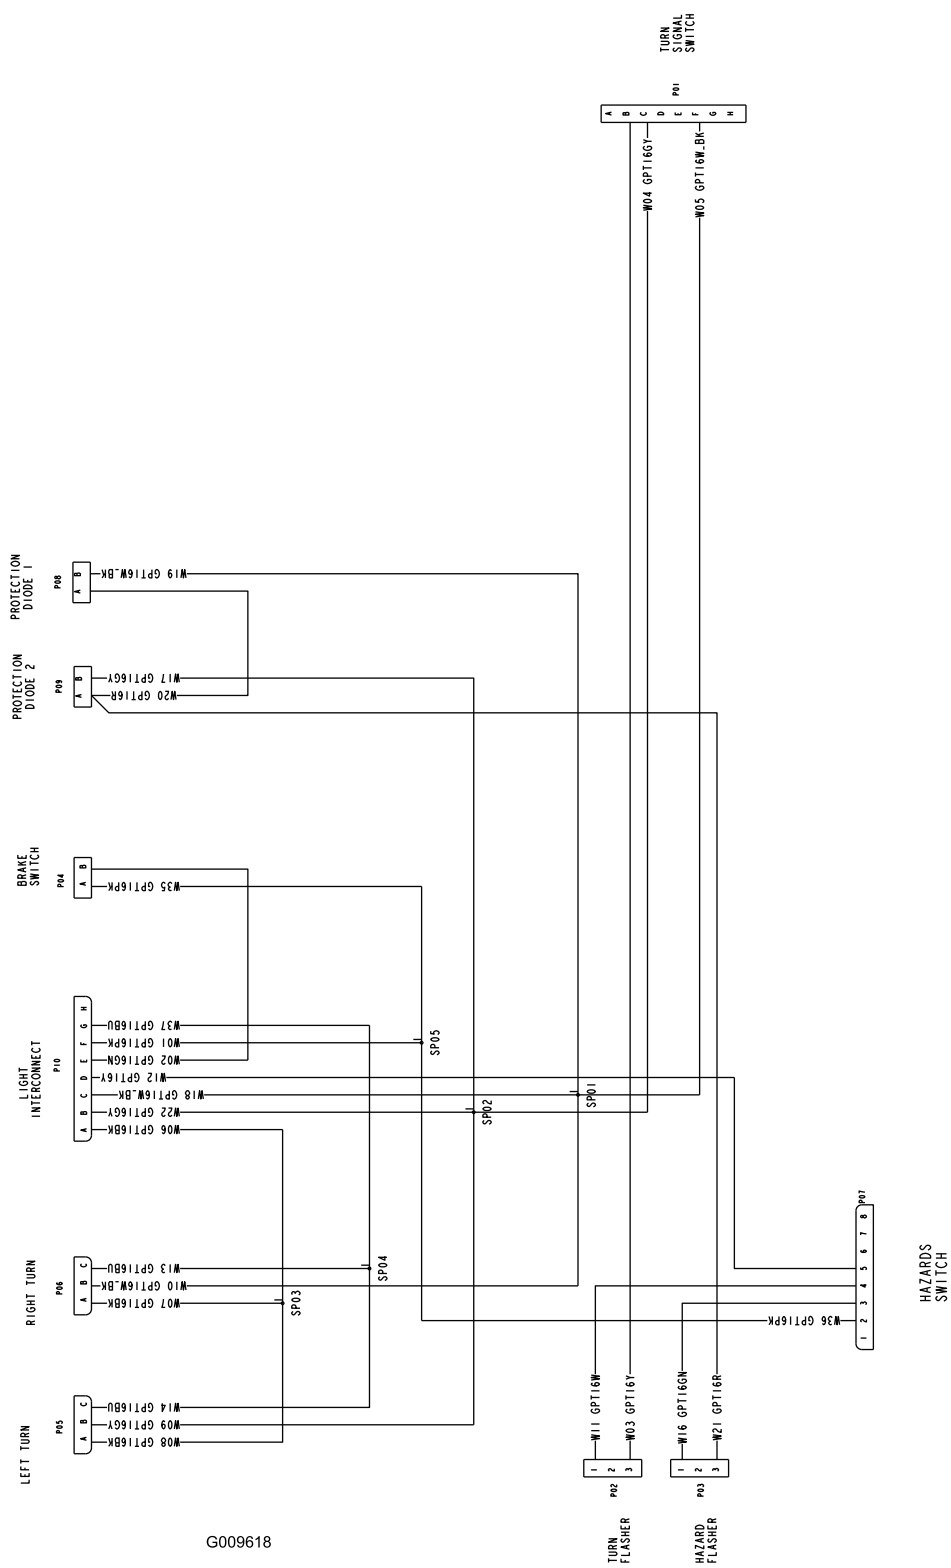 TURN
SIGNAL
SWITCH
P01
A B C D E F G H
W04 GPT16GY
W05 GPT16W_BK
PROTECTION
DIODE 1
P08
A B
W19 GPT16W_BK
PROTECTION
DIODE 2
P09
A B
W17 GPT16GY
W20 GPT16R
BRAKE
SWITCH
P04
A B
W35 GPT16PK
LIGHT
INTERCONNECT
P10
A B C D E F G H
W37 GPT16BU
W01 GPT16PK
W02 GPT16GN
W12 GPT16Y
W18 GPT16W_BK
W22 GPT16GY
W06 GPT16BK
SP05
SP02
SP01
RIGHT TURN
P06
A B C
W13 GPT16BU
W10 GPT16W_BK
W07 GPT16BK
SP04
SP03
LEFT TURN
P05
A B C
W14 GPT16BU
W09 GPT16GY
W08 GPT16BK
HAZARDS
SWITCH
P07
1 2 3 4 5 6 7 8
W36 GPT16PK
W11 GPT16W
W03 GPT16Y
W16 GPT16GN
W21 GPT16R
1 2 3
P02
TURN
FLASHER
1 2 3
P03
HAZARD
FLASHER
G009618